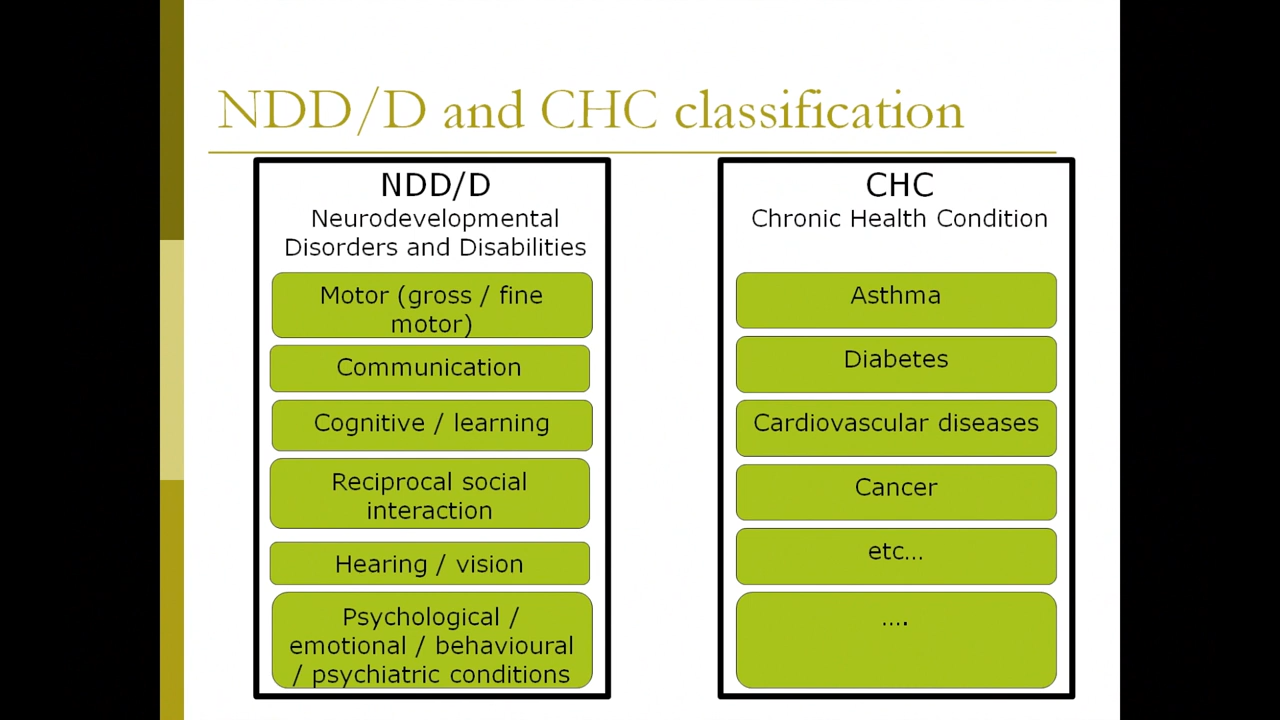 NDD/D and CHC classification
NDD/D
Neurodevelopmental
Disorders and Disabilities
Motor (gross / fine
motor)
Communication
Cognitive / learning
Reciprocal social
interaction
Hearing / vision
Psychological /
emotional / behavioural
/ psychiatric conditions
CHC
Chronic Health Condition
Asthma
Diabetes
Cardiovascular diseases
Cancer
etc...
....